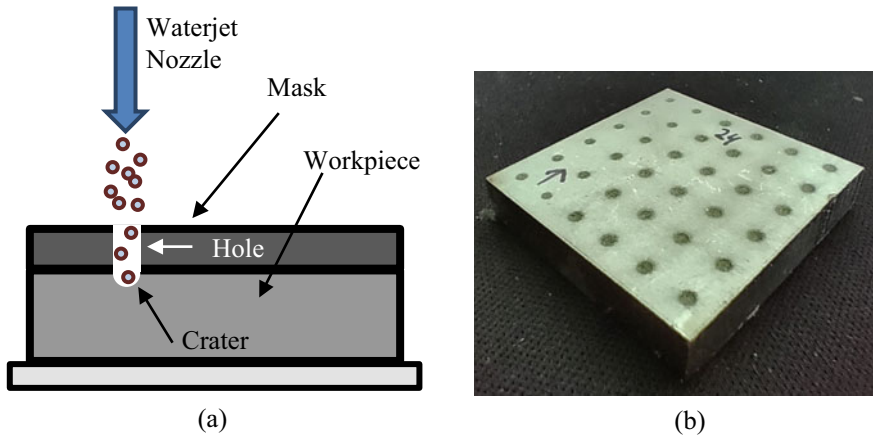 Waterjet
Nozzle
Mask
Workpiece
Hole
Crater
24
(a)
(b)